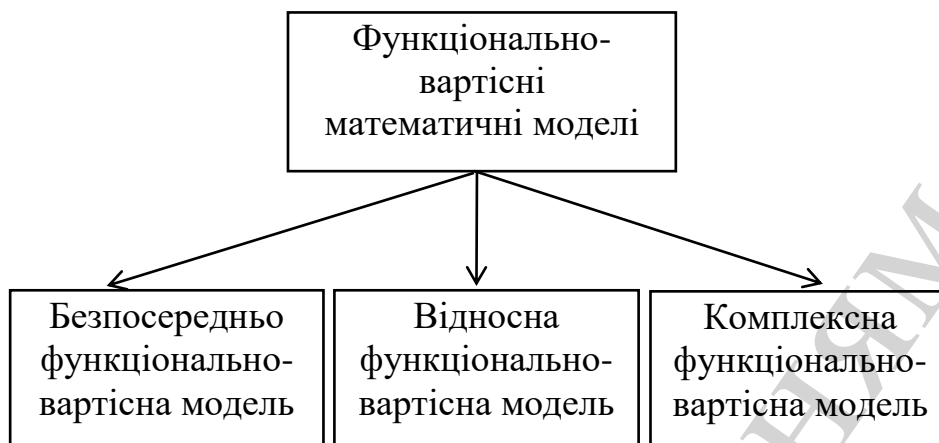 Функціонально-
вартісні
математичні моделі
Безпосередньо
функціонально-
вартісна модель
Відносна
функціонально-
вартісна модель
Комплексна
функціонально-
вартісна модель